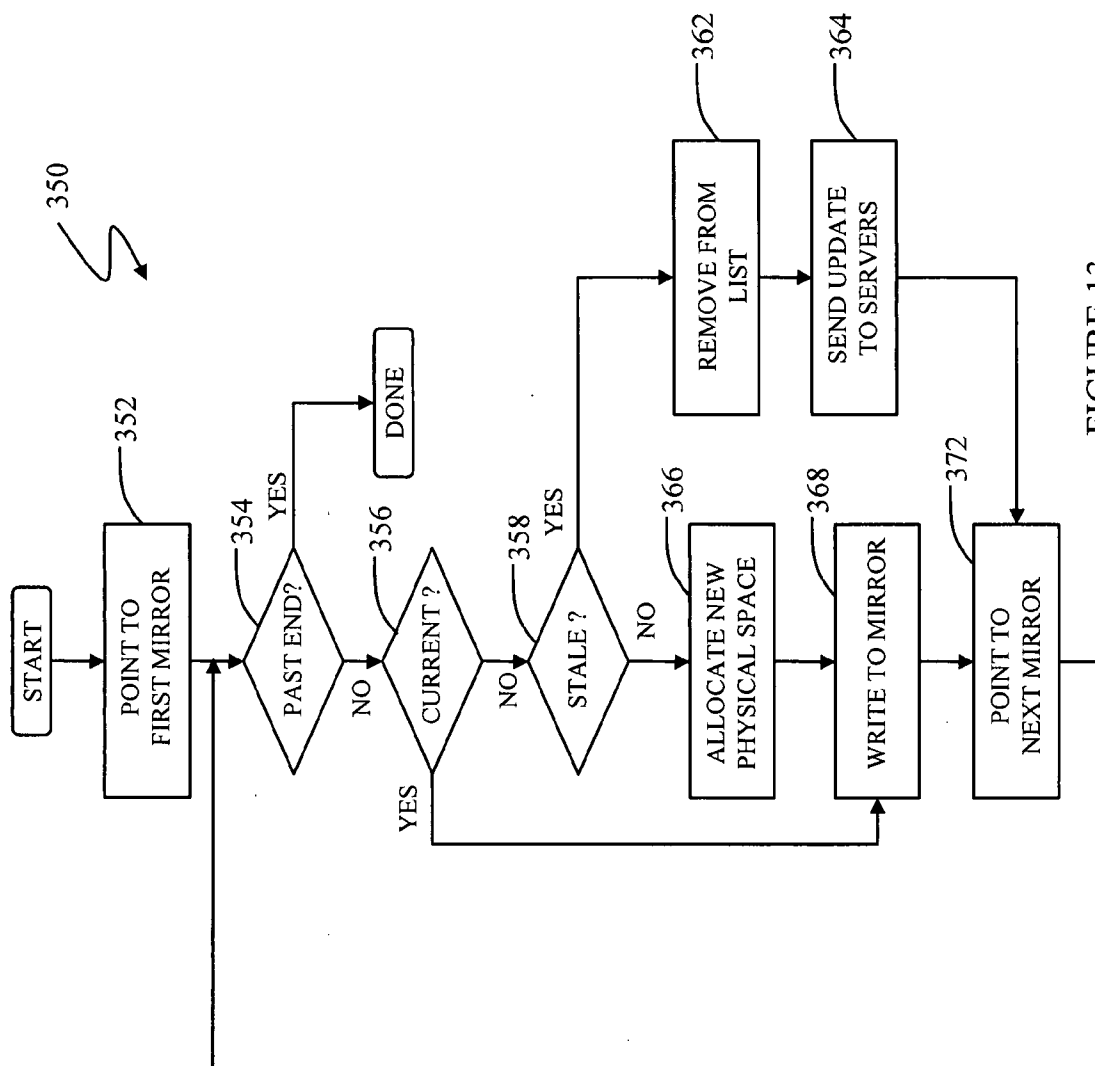 350
START
POINT TO
FIRST MIRROR
352
PAST END?
354
YES
DONE
NO
CURRENT ?
356
YES
NO
STALE ?
358
YES
NO
REMOVE FROM
LIST
362
SEND UPDATE
TO SERVERS
364
ALLOCATE NEW
PHYSICAL SPACE
366
WRITE TO MIRROR
368
POINT TO
NEXT MIRROR
372